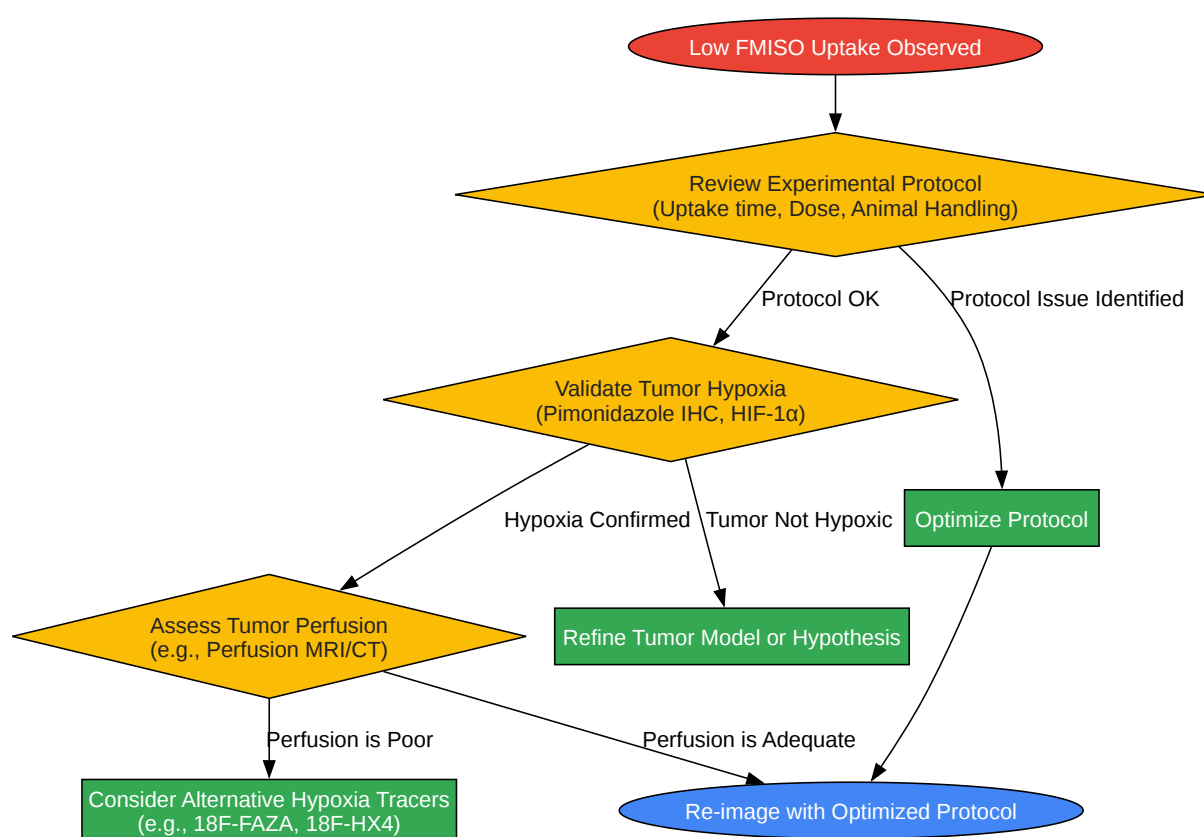 Low FMISO Uptake Observed
Review Experimental Protocol
(Uptake time, Dose, Animal Handling)
Protocol OK
Protocol Issue Identified
Validate Tumor Hypoxia
(Pimonidazole IHC, HIF-1α)
Hypoxia Confirmed
Tumor Not Hypoxic
Optimize Protocol
Assess Tumor Perfusion
(e.g., Perfusion MRI/CT)
Refine Tumor Model or Hypothesis
Perfusion is Poor
Perfusion is Adequate
Consider Alternative Hypoxia Tracers
(e.g., 18F-FAZA, 18F-HX4)
Re-image with Optimized Protocol